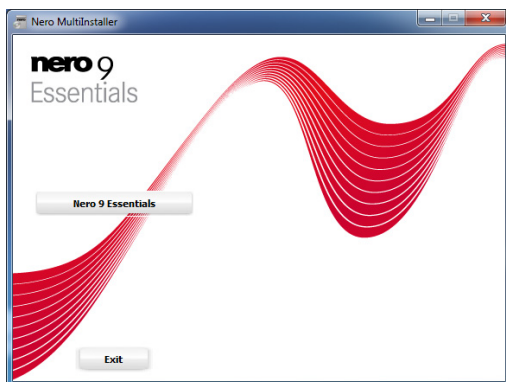 Nero MultiInstaller
nero 9
Essentials
Nero 9 Essentials
Exit